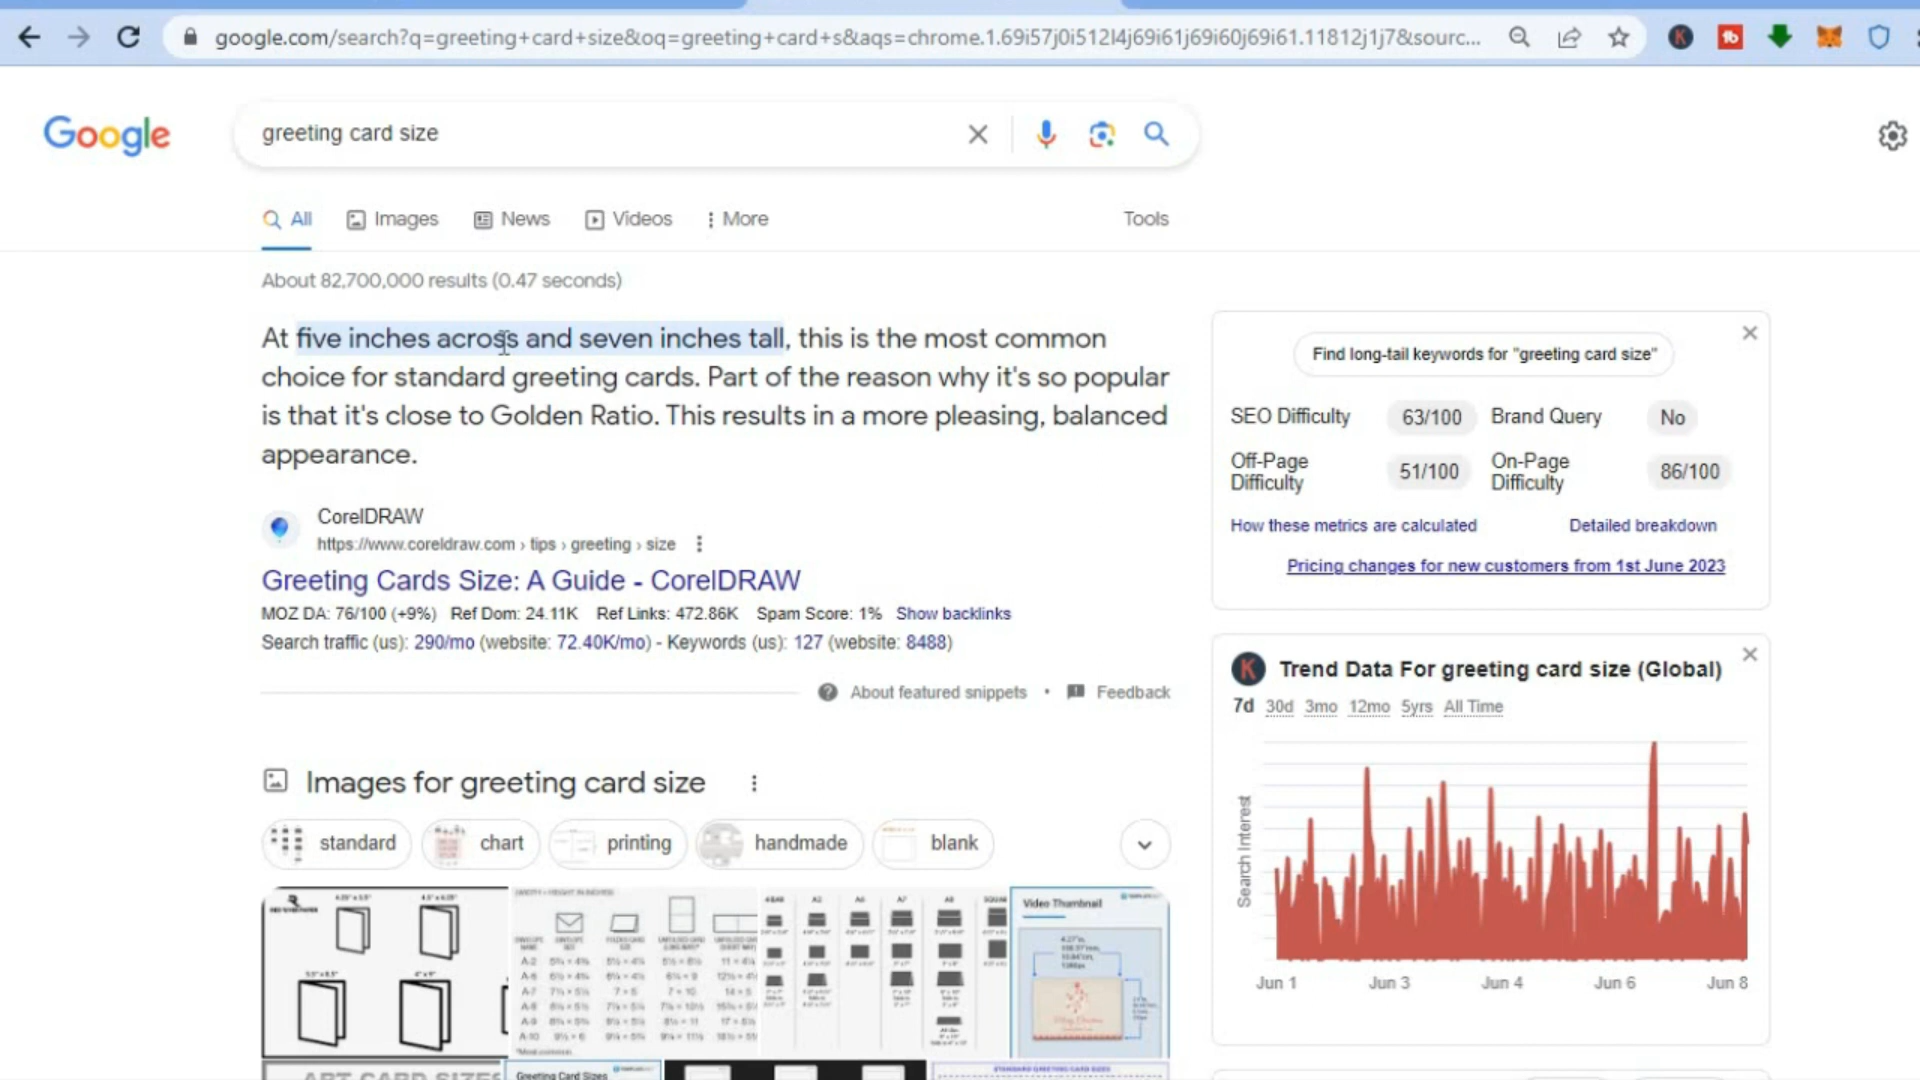 google.com/search?q=greeting+card+size&oq=greeting+card+s&aqs=chrome.1.69i57j0i512l4j69i61j69i60j69i61.11812j1j7&sourc...
Google
greeting card size
All
Images
News
Videos
More
Tools
About 82,700,000 results (0.47 seconds)
At five inches across and seven inches tall, this is the most common
choice for standard greeting cards. Part of the reason why it's so popular
is that it's close to Golden Ratio. This results in a more pleasing, balanced
appearance.
CorelDRAW
https://www.coreldraw.com › tips › greeting › size
Greeting Cards Size: A Guide - CorelDRAW
MOZ DA: 76/100 (+9%) Ref Dom: 24.11K Ref Links: 472.86K Spam Score: 1% Show backlinks
Search traffic (us): 290/mo (website: 72.40K/mo) - Keywords (us): 127 (website: 8488)
About featured snippets • Feedback
Images for greeting card size
standard
chart
printing
handmade
blank
Video Thumbnail
Greeting Card Sizes
STANDARD GREETING CARD SIZES
Find long-tail keywords for "greeting card size"
SEO Difficulty 63/100 Brand Query No
Off-Page Difficulty 51/100 On-Page Difficulty 86/100
How these metrics are calculated Detailed breakdown
Pricing changes for new customers from 1st June 2023
K Trend Data For greeting card size (Global)
7d 30d 3mo 12mo 5yrs All Time
Search Interest
Jun 1 Jun 3 Jun 4 Jun 6 Jun 8